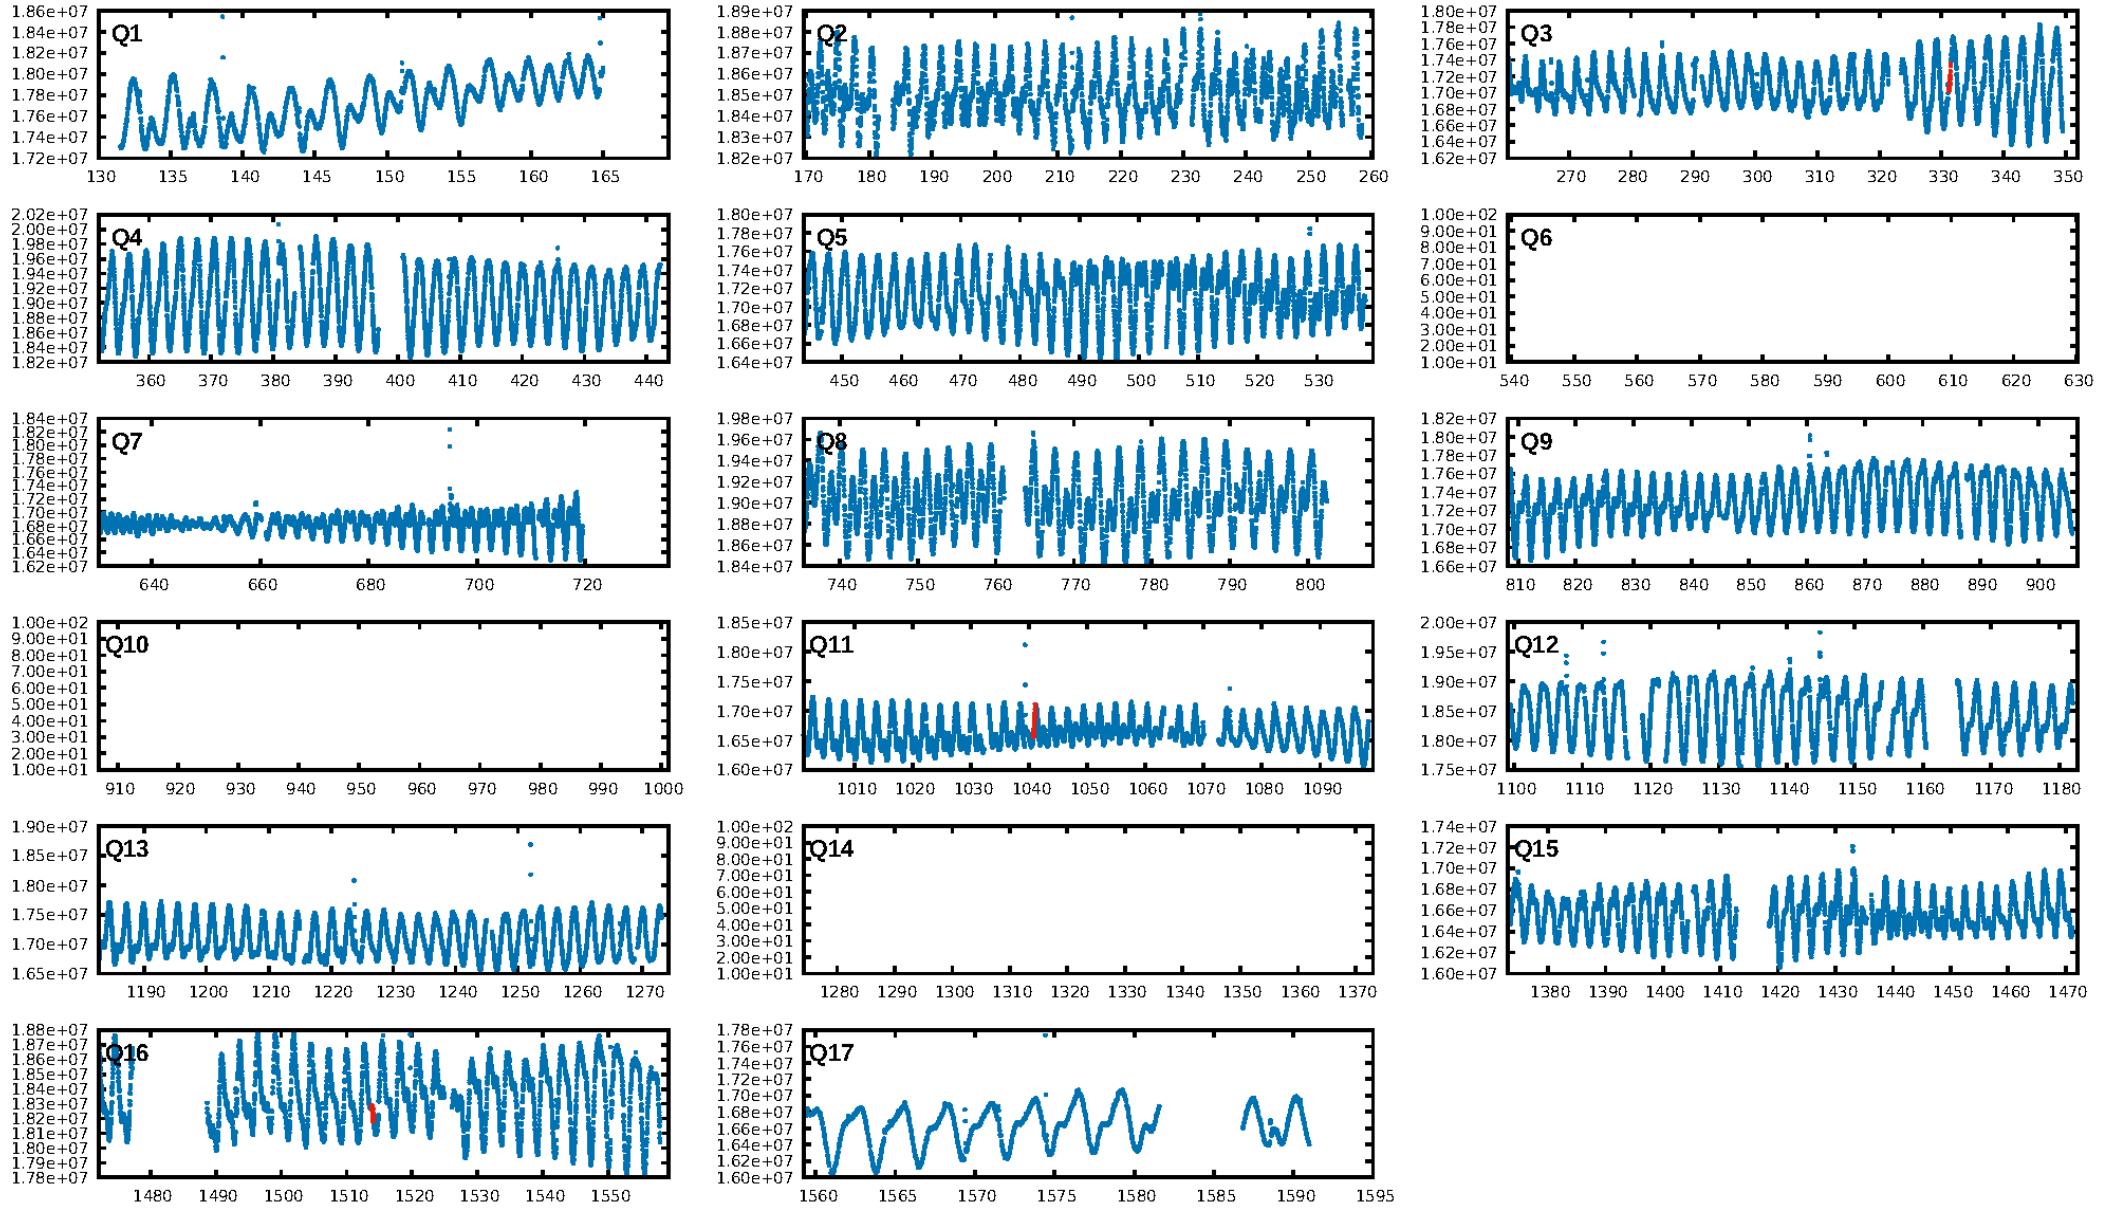 1.86e+07 1.84e+07 1.82e+07 1.80e+07 1.78e+07 1.76e+07 1.74e+07 1.72e+07
Q1
130 135 140 145 150 155 160 165
1.89e+07 1.88e+07 1.87e+07 1.86e+07 1.85e+07 1.84e+07 1.83e+07 1.82e+07
Q2
170 180 190 200 210 220 230 240 250 260
1.80e+07 1.78e+07 1.76e+07 1.74e+07 1.72e+07 1.70e+07 1.68e+07 1.66e+07 1.64e+07 1.62e+07
Q3
270 280 290 300 310 320 330 340 350
2.02e+07 2.00e+07 1.98e+07 1.96e+07 1.94e+07 1.92e+07 1.90e+07 1.88e+07 1.86e+07 1.84e+07 1.82e+07
Q4
360 370 380 390 400 410 420 430 440
1.80e+07 1.78e+07 1.76e+07 1.74e+07 1.72e+07 1.70e+07 1.68e+07 1.66e+07 1.64e+07
Q5
450 460 470 480 490 500 510 520 530
1.00e+02 9.00e+01 8.00e+01 7.00e+01 6.00e+01 5.00e+01 4.00e+01 3.00e+01 2.00e+01 1.00e+01
Q6
540 550 560 570 580 590 600 610 620 630
1.84e+07 1.82e+07 1.80e+07 1.78e+07 1.76e+07 1.74e+07 1.72e+07 1.70e+07 1.68e+07 1.66e+07 1.64e+07 1.62e+07
Q7
640 660 680 700 720
1.98e+07 1.96e+07 1.94e+07 1.92e+07 1.90e+07 1.88e+07 1.86e+07 1.84e+07
Q8
740 750 760 770 780 790 800
1.82e+07 1.80e+07 1.78e+07 1.76e+07 1.74e+07 1.72e+07 1.70e+07 1.68e+07 1.66e+07
Q9
810 820 830 840 850 860 870 880 890 900
1.00e+02 9.00e+01 8.00e+01 7.00e+01 6.00e+01 5.00e+01 4.00e+01 3.00e+01 2.00e+01 1.00e+01
Q10
910 920 930 940 950 960 970 980 990 1000
1.85e+07 1.80e+07 1.75e+07 1.70e+07 1.65e+07 1.60e+07
Q11
1010 1020 1030 1040 1050 1060 1070 1080 1090
2.00e+07 1.95e+07 1.90e+07 1.85e+07 1.80e+07 1.75e+07
Q12
1100 1110 1120 1130 1140 1150 1160 1170 1180
1.90e+07 1.85e+07 1.80e+07 1.75e+07 1.70e+07 1.65e+07
Q13
1190 1200 1210 1220 1230 1240 1250 1260 1270
1.00e+02 9.00e+01 8.00e+01 7.00e+01 6.00e+01 5.00e+01 4.00e+01 3.00e+01 2.00e+01 1.00e+01
Q14
1280 1290 1300 1310 1320 1330 1340 1350 1360 1370
1.74e+07 1.72e+07 1.70e+07 1.68e+07 1.66e+07 1.64e+07 1.62e+07 1.60e+07
Q15
1380 1390 1400 1410 1420 1430 1440 1450 1460 1470
1.88e+07 1.87e+07 1.86e+07 1.85e+07 1.84e+07 1.83e+07 1.82e+07 1.81e+07 1.80e+07 1.79e+07 1.78e+07
Q16
1480 1490 1500 1510 1520 1530 1540 1550
1.78e+07 1.76e+07 1.74e+07 1.72e+07 1.70e+07 1.68e+07 1.66e+07 1.64e+07 1.62e+07 1.60e+07
Q17
1560 1565 1570 1575 1580 1585 1590 1595